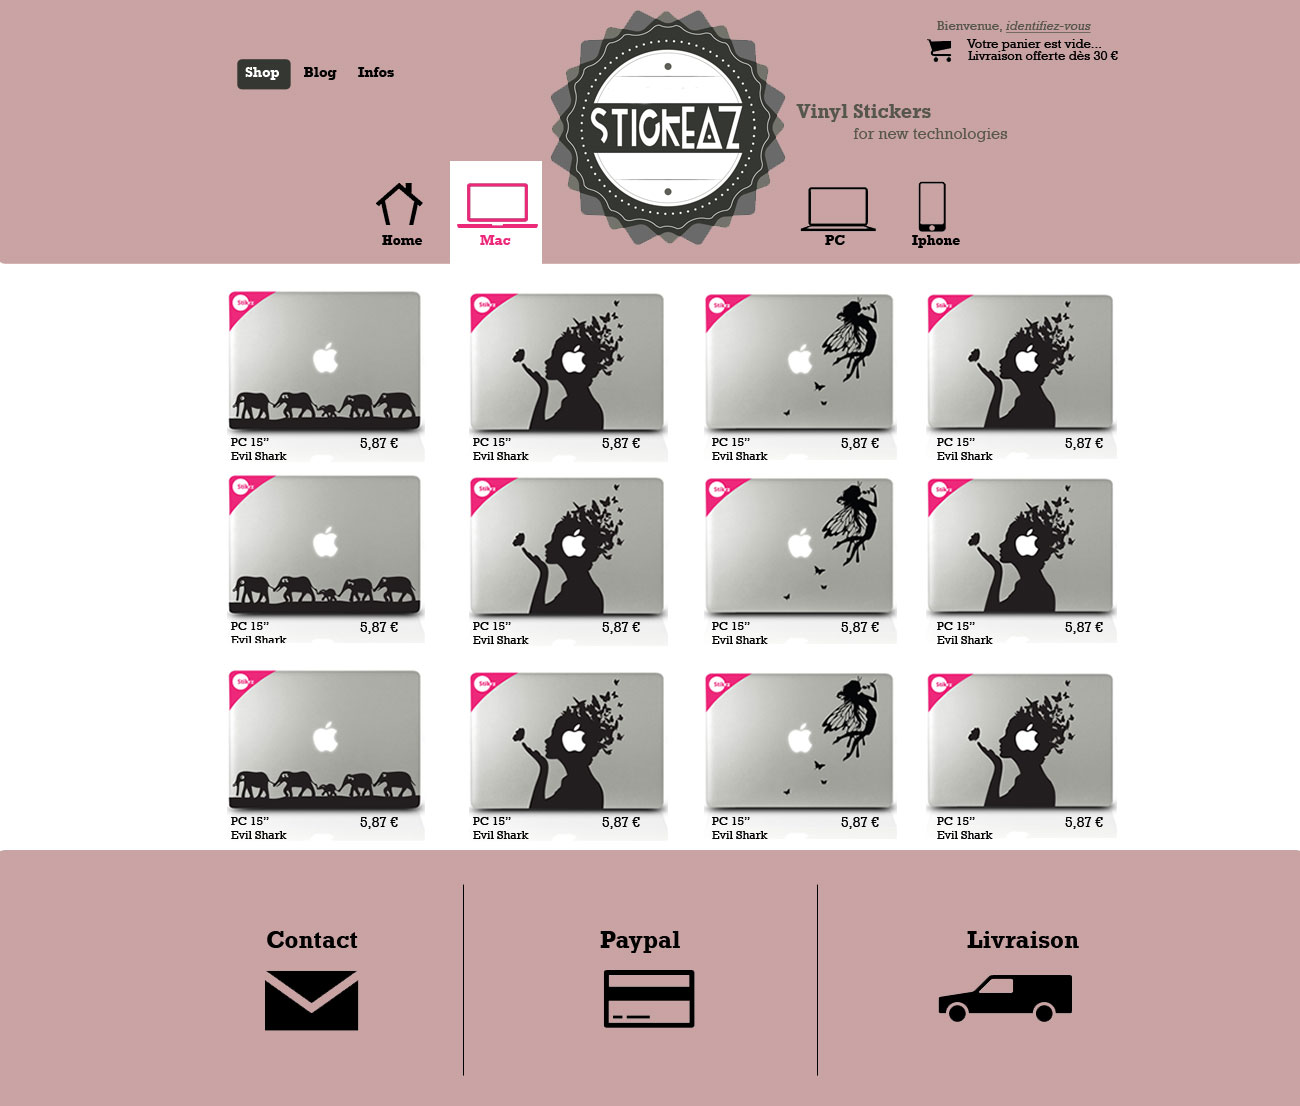 Bienvenue, identifiez-vous
Votre panier est vide...
Livraison offerte dès 30 €
Shop Blog Infos
STICKEAZ
Vinyl Stickers
for new technologies
Home Mac PC Iphone
PC 15” 5,87 €
Evil Shark
PC 15” 5,87 €
Evil Shark
PC 15” 5,87 €
Evil Shark
PC 15” 5,87 €
Evil Shark
PC 15” 5,87 €
Evil Shark
PC 15” 5,87 €
Evil Shark
PC 15” 5,87 €
Evil Shark
PC 15” 5,87 €
Evil Shark
PC 15” 5,87 €
Evil Shark
PC 15” 5,87 €
Evil Shark
PC 15” 5,87 €
Evil Shark
PC 15” 5,87 €
Evil Shark
Contact Paypal Livraison